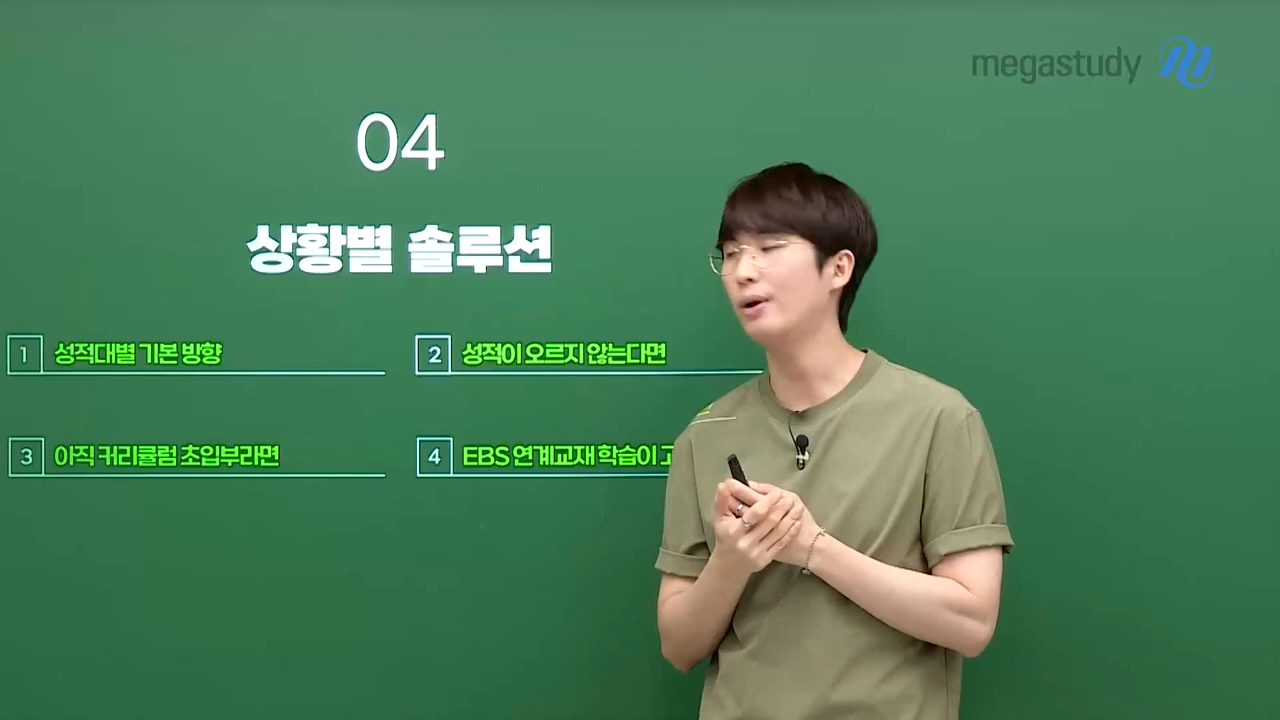 megastudy
04
상황별 솔루션
1 성적대별 기본 방향
2 성적이 오르지 않는다면
3 아직 커리큘럼 초입부라면
4 EBS 연계교재 학습이